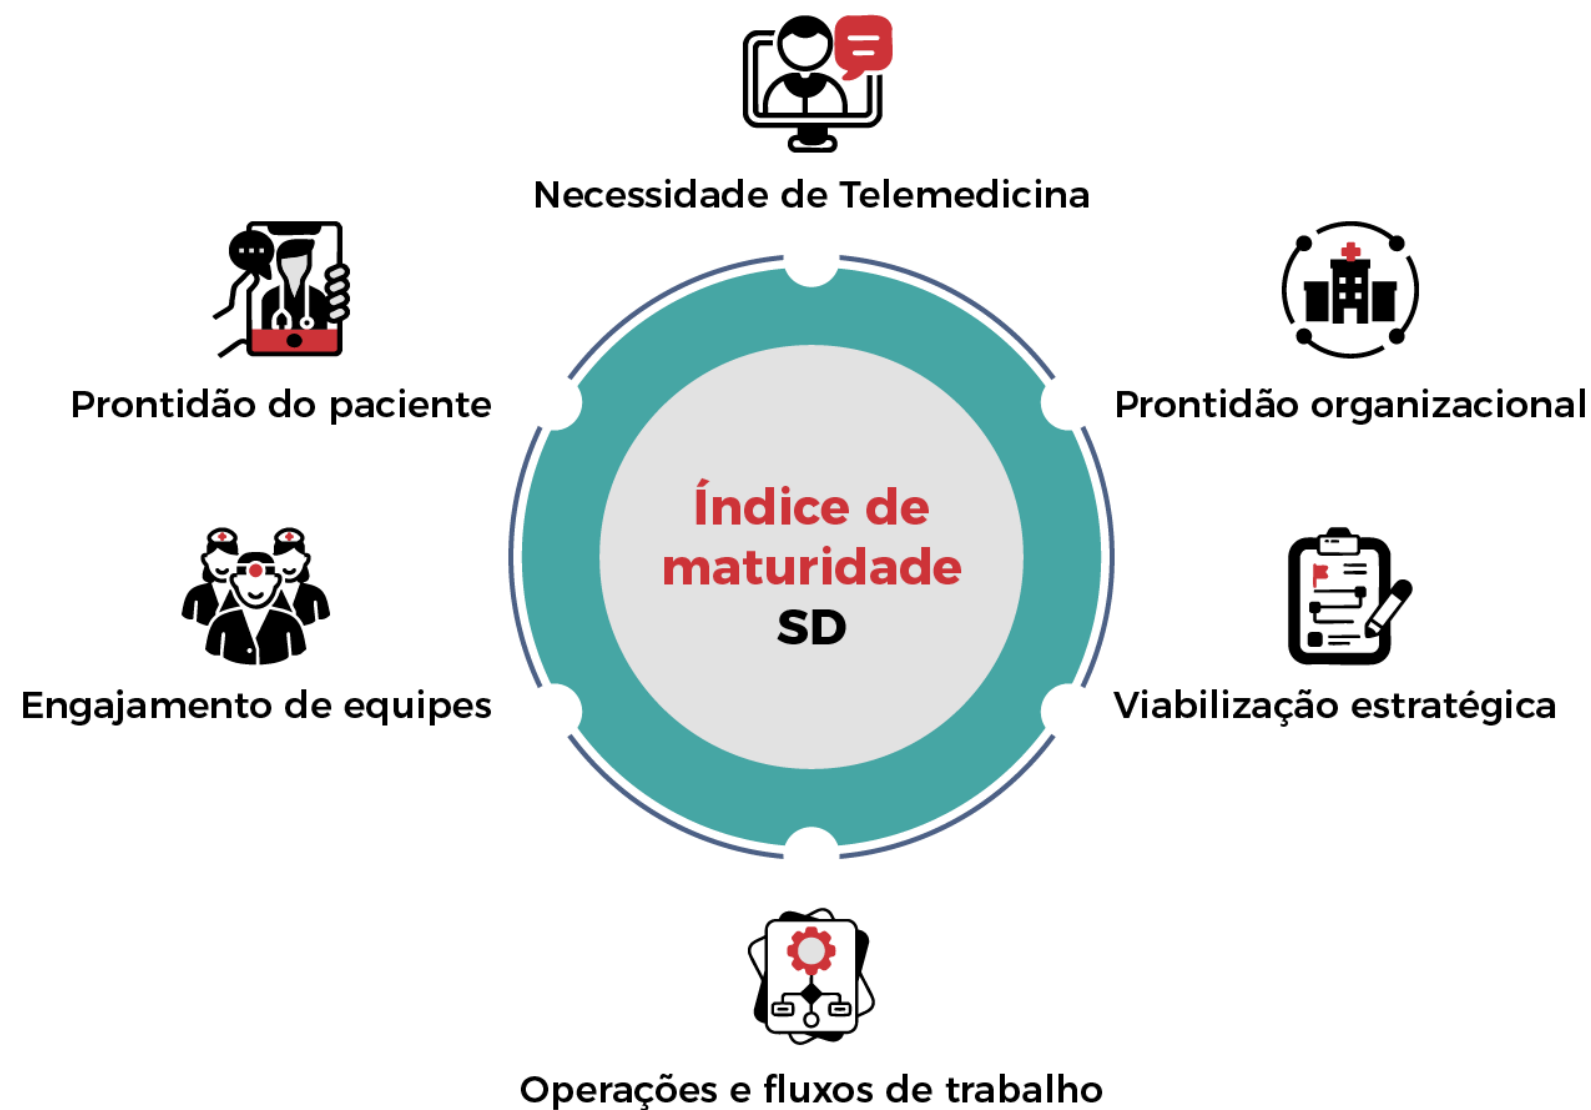 Necessidade de Telemedicina
Prontidão do paciente
Prontidão organizacional
Índice de
maturidade
SD
Engajamento de equipes
Viabilização estratégica
Operações e fluxos de trabalho